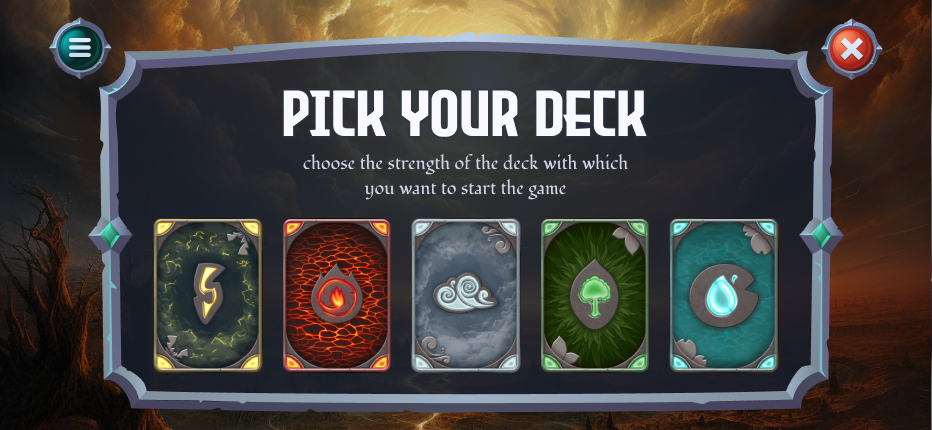 PICK YOUR DECK
choose the strength of the deck with which
you want to start the game